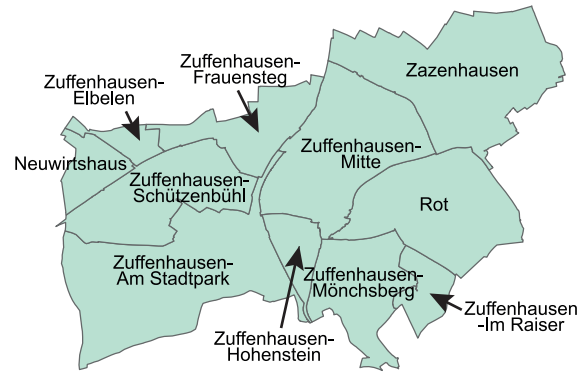 Zuffenhausen-
Frauensteg
Zazenhausen
Zuffenhausen-
Elbelen
Zuffenhausen-
Mitte
Neuwirtshaus
Zuffenhausen-
Schützenbühl
Rot
Zuffenhausen-
Am Stadtpark
Zuffenhausen-
Mönchsberg
Zuffenhausen
-Im Raiser
Zuffenhausen-
Hohenstein